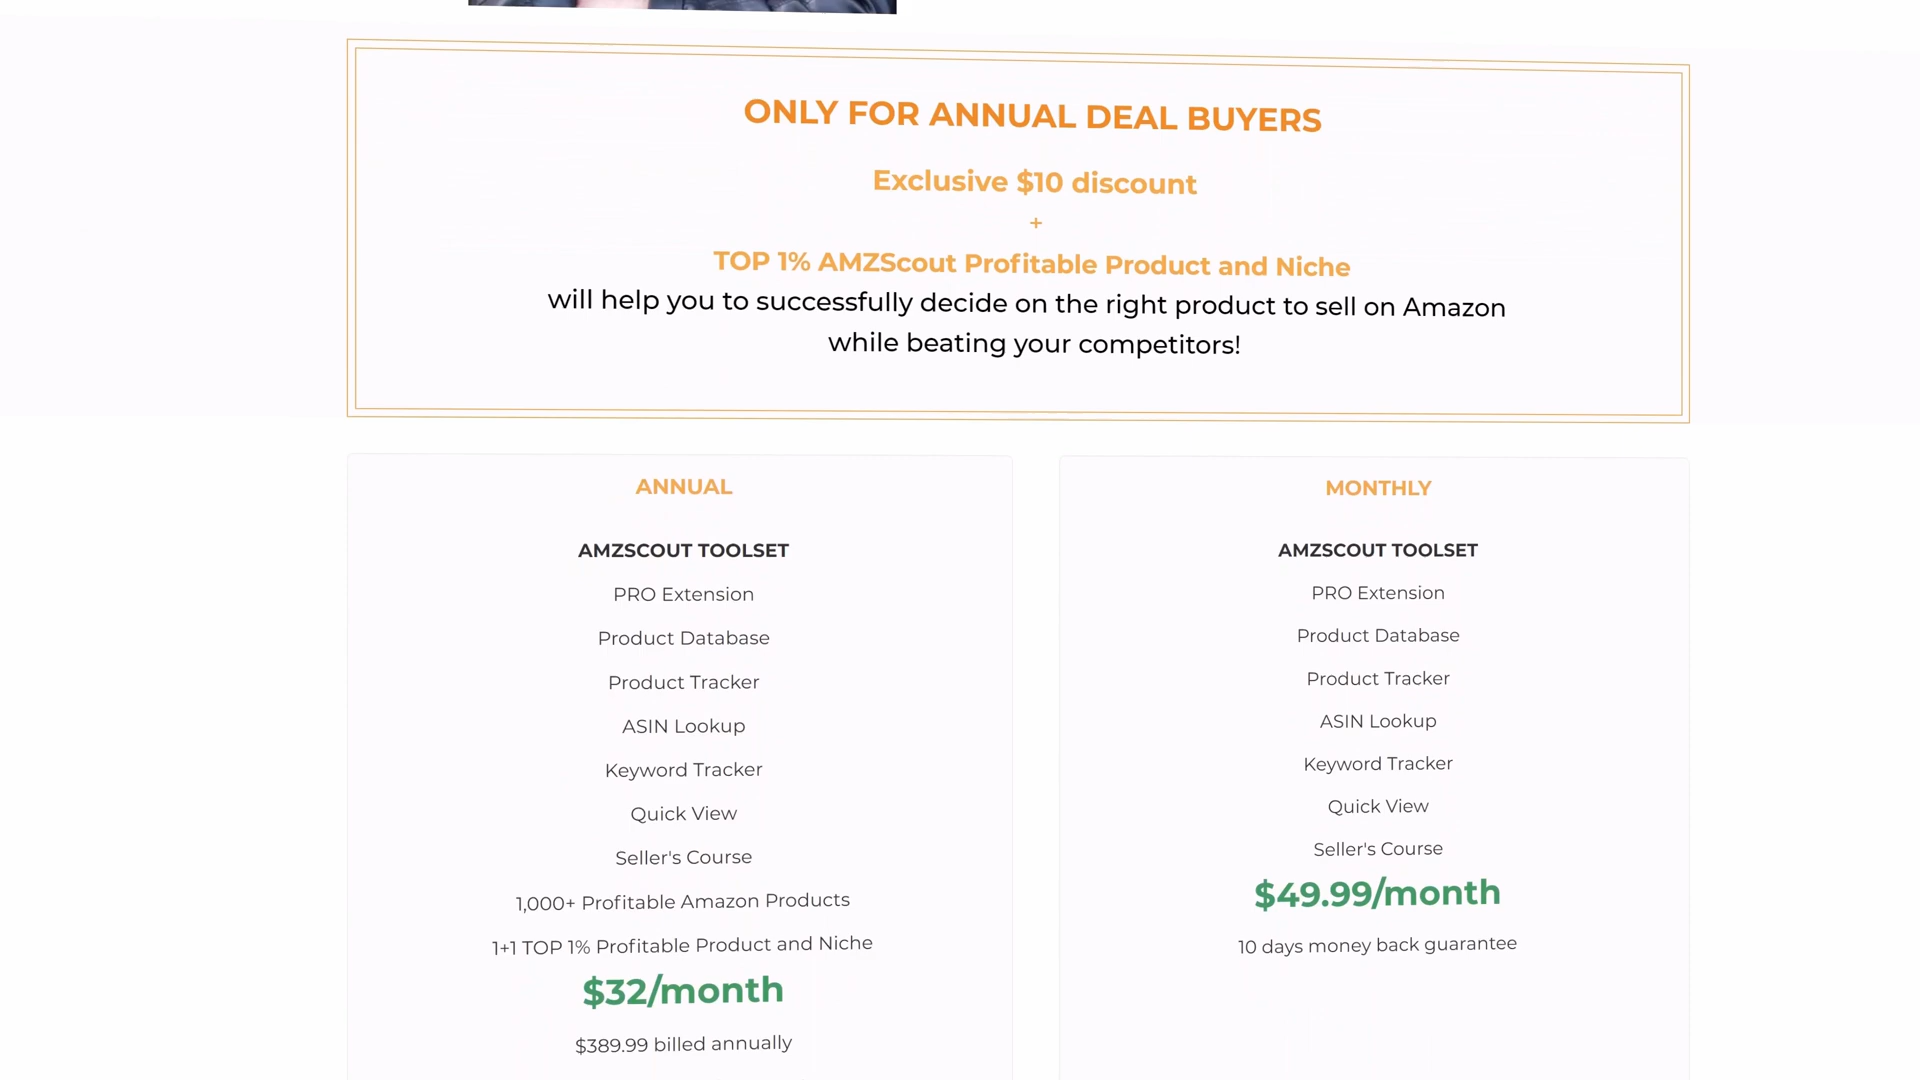 ONLY FOR ANNUAL DEAL BUYERS
Exclusive $10 discount
+
TOP 1% AMZScout Profitable Product and Niche
will help you to successfully decide on the right product to sell on Amazon
while beating your competitors!
ANNUAL
AMZSCOUT TOOLSET
PRO Extension
Product Database
Product Tracker
ASIN Lookup
Keyword Tracker
Quick View
Seller's Course
1,000+ Profitable Amazon Products
1+1 TOP 1% Profitable Product and Niche
$32/month
$389.99 billed annually
MONTHLY
AMZSCOUT TOOLSET
PRO Extension
Product Database
Product Tracker
ASIN Lookup
Keyword Tracker
Quick View
Seller's Course
$49.99/month
10 days money back guarantee